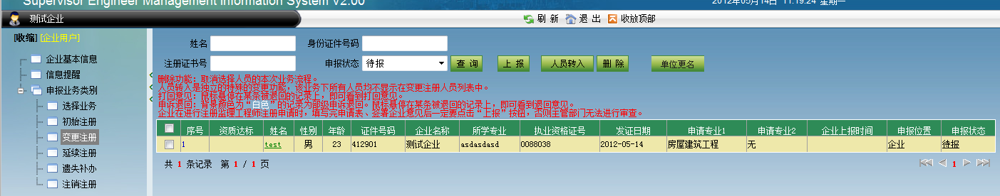 Supervisor Engineer Management Information System V2.00
2012年05月14日 11:19:24 星期一
测试企业
刷 新 退 出 收放顶部
[收缩] [企业用户]
企业基本信息
信息提醒
申报业务类别
选择业务
初始注册
变更注册
延续注册
遗失补办
注销注册
姓名 身份证件号码
注册证书号 申报状态 待报 查 询 上 报 人员转入 删 除 单位更名
删除功能：取消选择人员的本次业务流程。
人员转入是独立的特殊的变更功能，该业务下所有人员均不显示在变更注册人员列表中。
打回意见：鼠标悬停在某条被退回的记录上，即可看到打回意见。
申诉退回：背景颜色为“白色”的记录为部级申诉退回。鼠标悬停在某条被退回的记录上，即可看到退回意见。
企业在进行注册监理工程师注册申请时，填写完申请表、签署企业意见后一定要点击“上报”按钮，否则主管部门无法进行审查。
序号 资质达标 姓名 性别 年龄 证件号码 企业名称 所学专业 执业资格证号 发证日期 申请专业1 申请专业2 企业上报时间 申报位置 申报状态
1 test 男 23 412901 测试企业 asdasdasd 0088038 2012-05-14 房屋建筑工程 无 企业 待报
共 1 条记录 第 1 / 1 页 1